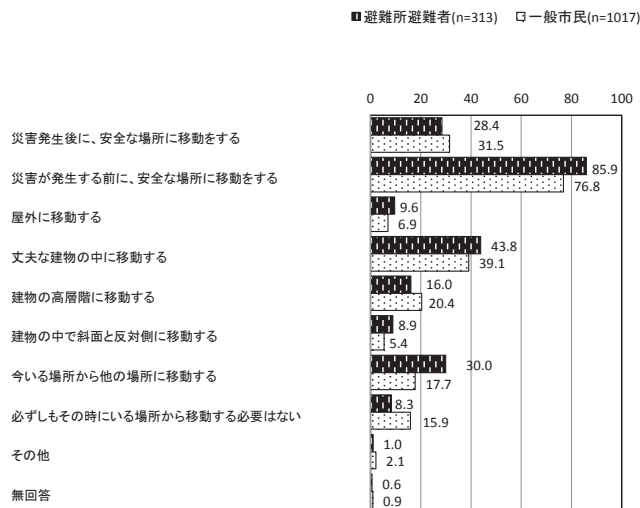 避難所避難者(n=313) 一般市民(n=1017)
0 20 40 60 80 100
災害発生後に、安全な場所に移動をする 28.4
31.5
災害が発生する前に、安全な場所に移動をする 85.9
76.8
屋外に移動する 9.6
6.9
丈夫な建物の中に移動する 43.8
39.1
建物の高層階に移動する 16.0
20.4
建物の中で斜面と反対側に移動する 8.9
5.4
今いる場所から他の場所に移動する 30.0
17.7
必ずしもその時にいる場所から移動する必要はない 8.3
15.9
その他 1.0
2.1
無回答 0.6
0.9